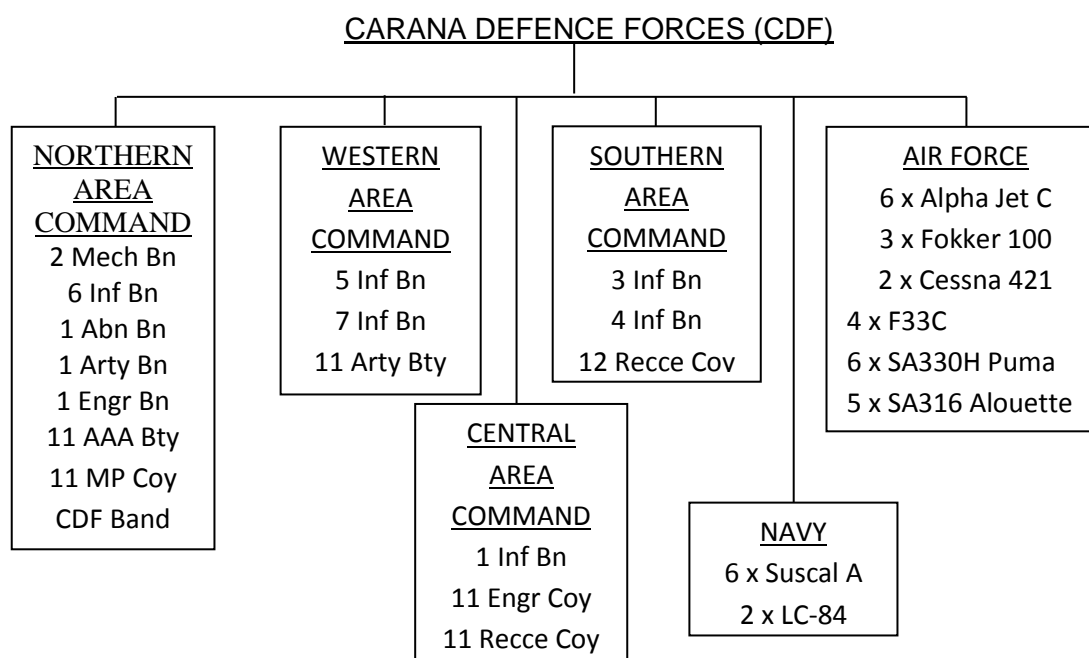 CARANA DEFENCE FORCES (CDF)
NORTHERN
AREA
COMMAND
2 Mech Bn
6 Inf Bn
1 Abn Bn
1 Arty Bn
1 Engr Bn
11 AAA Bty
11 MP Coy
CDF Band
WESTERN
AREA
COMMAND
5 Inf Bn
7 Inf Bn
11 Arty Bty
CENTRAL
AREA
COMMAND
1 Inf Bn
11 Engr Coy
11 Recce Coy
SOUTHERN
AREA
COMMAND
3 Inf Bn
4 Inf Bn
12 Recce Cov
NAVY
6 x Suscal A
2 x LC-84
AIR FORCE
6 x Alpha Jet C
3 x Fokker 100
2 x Cessna 421
4 x F33C
6 x SA330H Puma
5 x SA316 Alouette